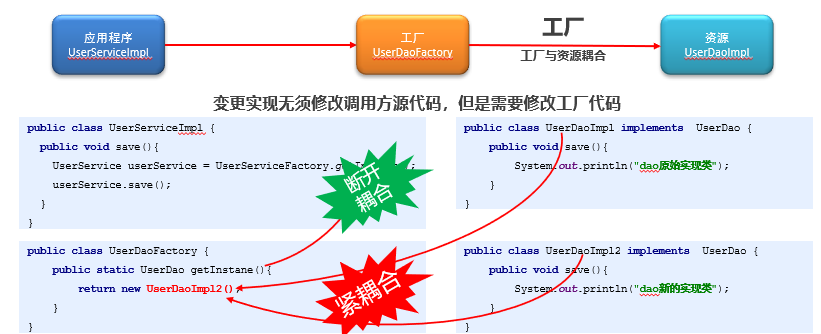 应用程序
UserServiceImpl
工厂
UserDaoFactory
工厂
工厂与资源耦合
资源
UserDaoImpl
变更实现无须修改调用方源代码，但是需要修改工厂代码
public class UserServiceImpl {
public void save(){
UserService userService = UserServiceFactory.g
userService.save();
}
}
断开
耦合
public class UserDaoImpl implements UserDao {
public void save(){
System.out.println("dao原始实现类");
}
}
public class UserDaoFactory {
public static UserDao getInstane(){
return new UserDaoImpl2();
}
}
紧耦合
public class UserDaoImpl2 implements UserDao {
public void save(){
System.out.println("dao新的实现类");
}
}